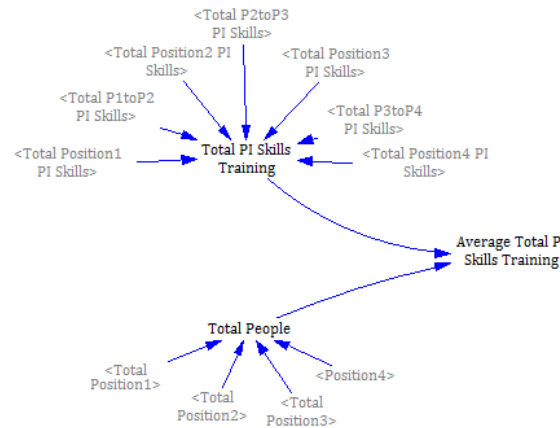 <Total P2toP3
PI Skills>
<Total Position2 PI
Skills>
<Total Position3
PI Skills>
<Total P1toP2
PI Skills>
<Total P3toP4
PI Skills>
<Total Position1
PI Skills>
Total PI Skills
Training
<Total Position4 PI
Skills>
Average Total P
Skills Training
Total People
<Total
Position1>
<Total
Position2>
<Total
Position3>
<Position4>